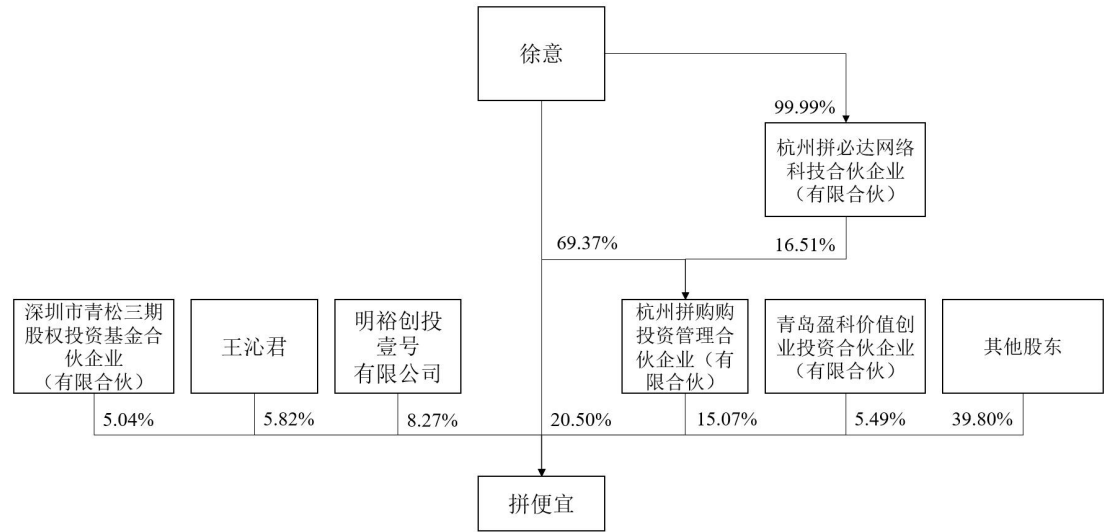 徐意
99.99%
杭州拼必达网络
科技合伙企业
（有限合伙）
69.37%
16.51%
深圳市青松三期
股权投资基金合
伙企业
（有限合伙）
王沁君
明裕创投
壹号
有限公司
杭州拼购购
投资管理合
伙企业（有
限合伙）
青岛盈科价值创
业投资合伙企业
（有限合伙）
其他股东
5.04%
5.82%
8.27%
20.50%
15.07%
5.49%
39.80%
拼便宜